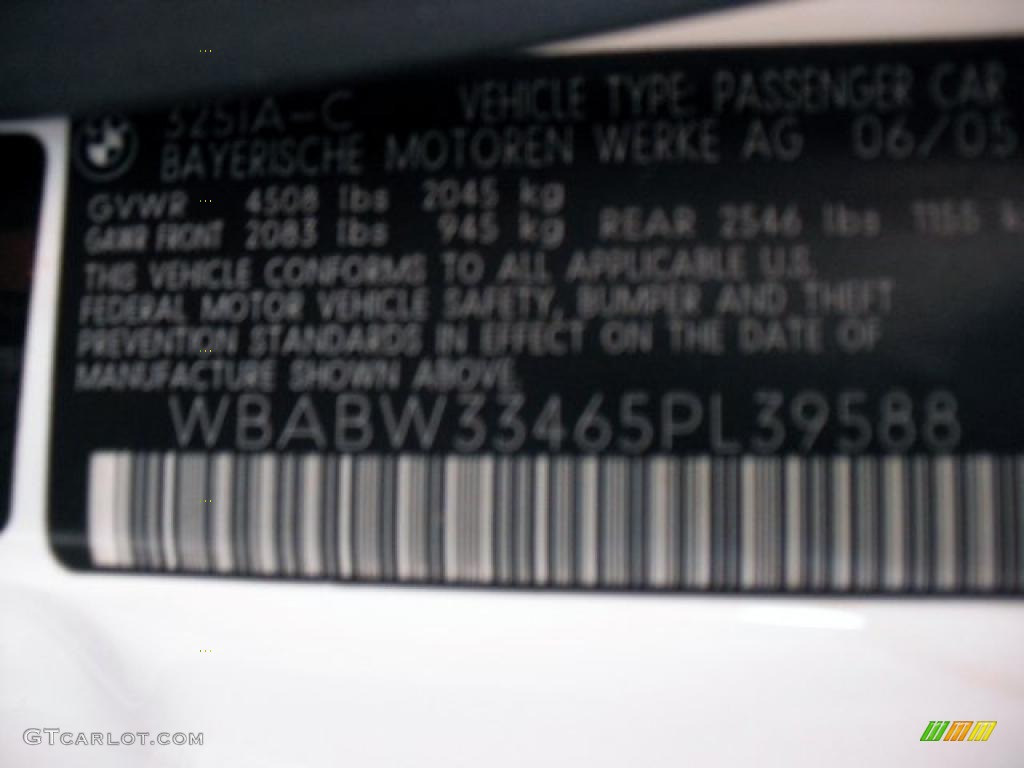 325IA-C VEHICLE TYPE: PASSENGER CAR
BAYERISCHE MOTOREN WERKE AG 06/05
GVWR 4508 lbs 2045 kg
GAWR FRONT 2083 lbs 945 kg REAR 2546 lbs 1155 k
THIS VEHICLE CONFORMS TO ALL APPLICABLE U.S.
FEDERAL MOTOR VEHICLE SAFETY, BUMPER AND THEFT
PREVENTION STANDARDS IN EFFECT ON THE DATE OF
MANUFACTURE SHOWN ABOVE.
WBABW33465PL39588
GTCARLOT.COM